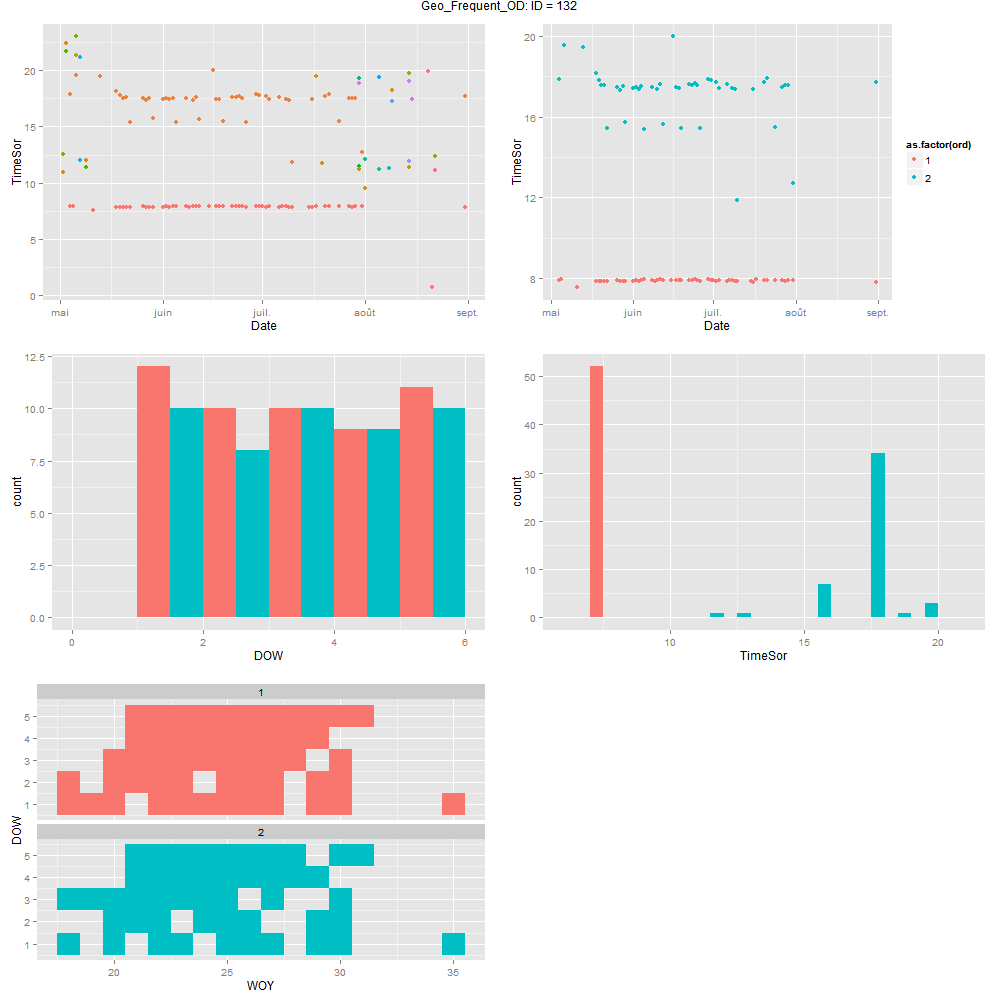 Geo_Frequent_OD: ID = 132
TimeSor
20
15
10
5
0
mai
juin
juil.
août
sept.
Date
TimeSor
20
16
12
8
mai
juin
juil.
août
sept.
Date
as.factor(ord)
1
2
count
12.5
10.0
7.5
5.0
2.5
0.0
0
2
4
6
DOW
count
50
40
30
20
10
0
10
15
20
TimeSor
DOW
1
5
4
3
2
1
2
5
4
3
2
1
20
25
30
35
WOY